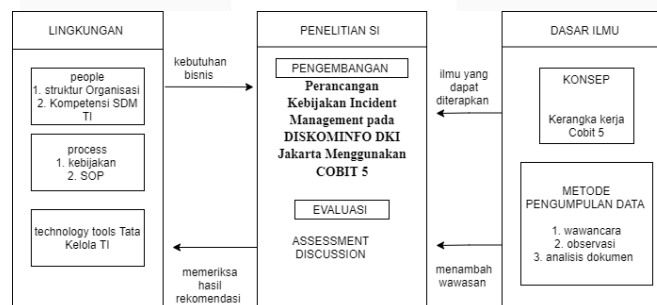 LINGKUNGAN
people
1. struktur Organisasi
2. Kompetensi SDM
TI
process
1. kebijakan
2. SOP
technology tools Tata
Kelola TI
kebutuhan
bisnis
memeriksa
hasil
rekomendasi
PENELITIAN SI
PENGEMBANGAN
Perancangan
Kebijakan Incident
Management pada
DISKOMINFO DKI
Jakarta Menggunakan
COBIT 5
EVALUASI
ASSESSMENT
DISCUSSION
ilmu yang
dapat
diterapkan
menambah
wawasan
DASAR ILMU
KONSEP
Kerangka kerja
Cobit 5
METODE
PENGUMPULAN DATA
1. wawancara
2. observasi
3. analisis dokumen